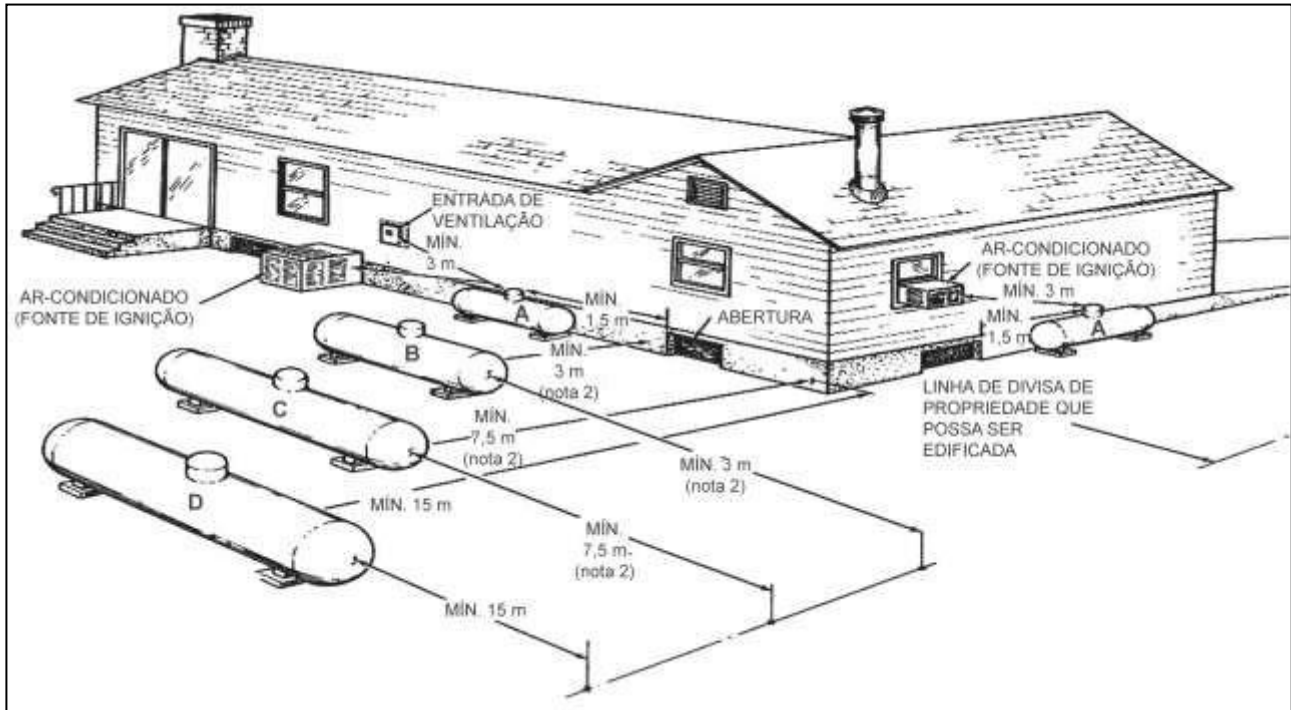 ENTRADA DE
VENTILAÇÃO
MÍN.
3 m
AR-CONDICIONADO
(FONTE DE IGNIÇÃO)
A
MÍN.
1,5 m
ABERTURA
B
MÍN.
3 m
(nota 2)
C
MÍN.
7,5 m
(nota 2)
D
MÍN. 15 m
MÍN. 3 m
(nota 2)
MÍN.
7,5 m
(nota 2)
MÍN. 15 m
AR-CONDICIONADO
(FONTE DE IGNIÇÃO)
MÍN. 3 m
MÍN.
1,5 m
A
LINHA DE DIVISA DE
PROPRIEDADE QUE
POSSA SER
EDIFICADA